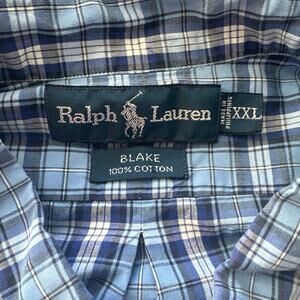 Ralph Lauren
MADE IN
PHILIPPINES
XXL
BLAKE
100% COTTON